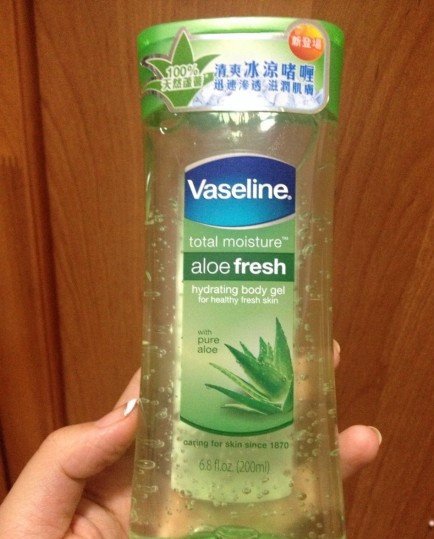 新登場
100%
天然蘆薈
清爽冰涼啫喱
迅速滲透 滋潤肌膚
Vaseline®
total moisture™
aloe fresh
hydrating body gel
for healthy fresh skin
with
pure
aloe
caring for skin since 1870
6.8 fl.oz. (200ml)